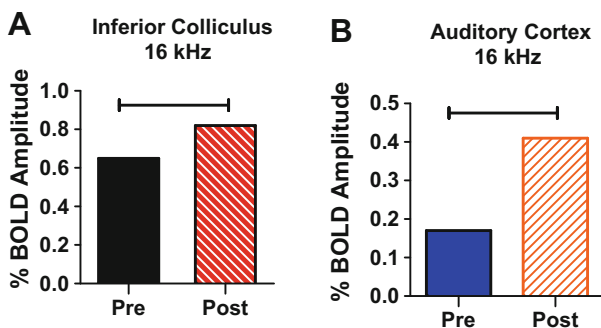 A
Inferior Colliculus
16 kHz
% BOLD Amplitude
1.0
0.8
0.6
0.4
0.2
0.0
Pre
Post
B
Auditory Cortex
16 kHz
% BOLD Amplitude
0.5
0.4
0.3
0.2
0.1
0.0
Pre
Post